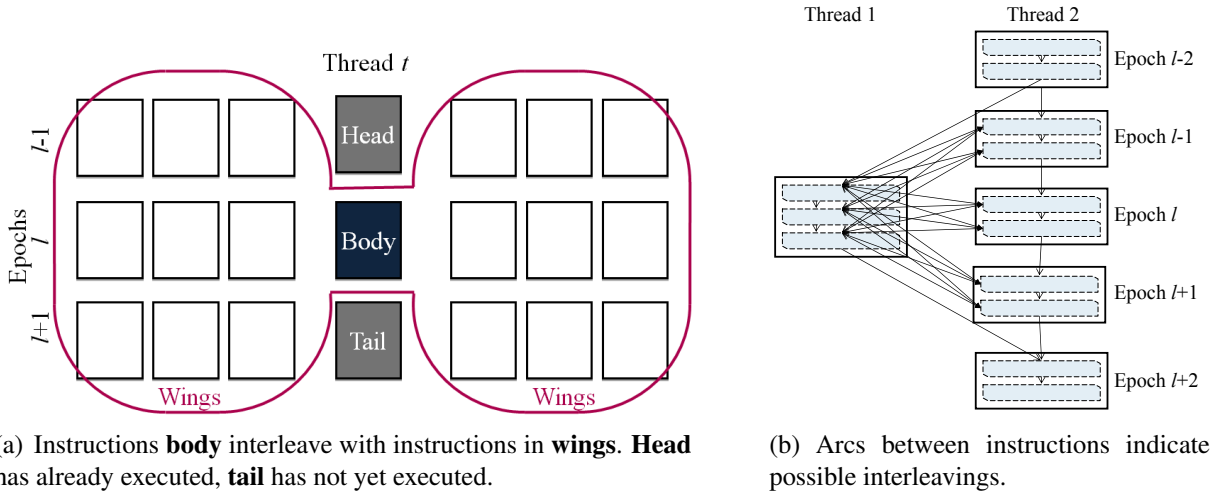 Thread t
Head
Body
Tail
Epochs
l-1
l
l+1
Wings
Wings
Thread 1
Thread 2
Epoch l-2
Epoch l-1
Epoch l
Epoch l+1
Epoch l+2
a) Instructions body interleave with instructions in wings. Head
as already executed, tail has not yet executed.
(b) Arcs between instructions indicate
possible interleavings.